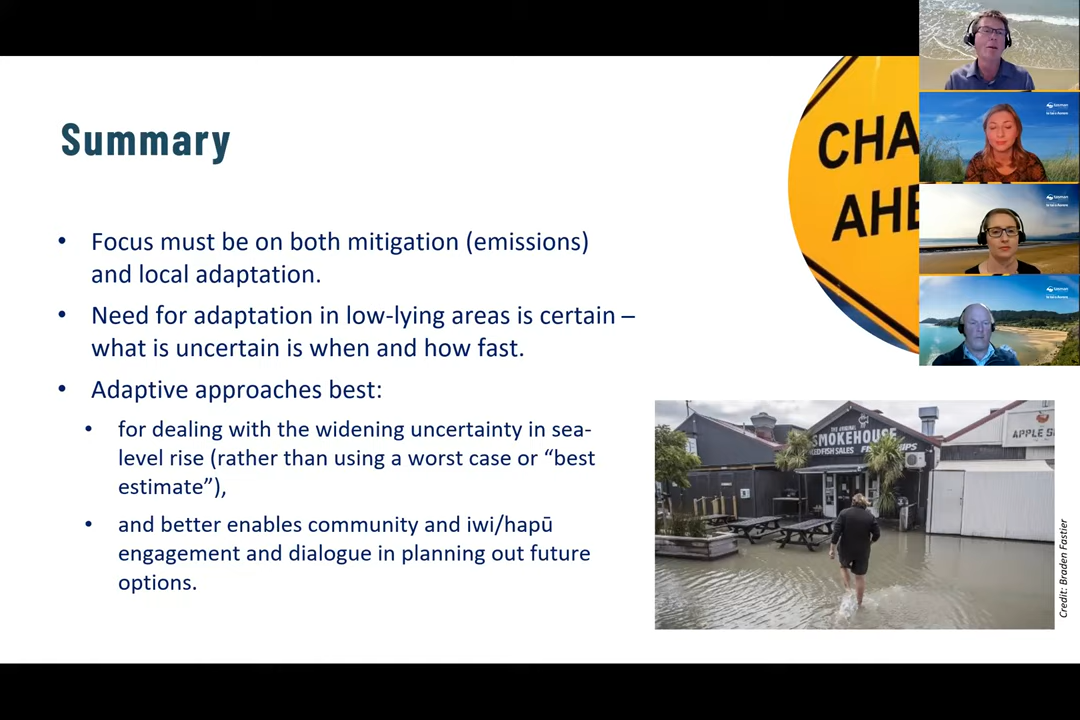 Summary
• Focus must be on both mitigation (emissions)
and local adaptation.
• Need for adaptation in low-lying areas is certain –
what is uncertain is when and how fast.
• Adaptive approaches best:
• for dealing with the widening uncertainty in sea-
level rise (rather than using a worst case or “best
estimate”),
• and better enables community and iwi/hapū
engagement and dialogue in planning out future
options.
CHA
AHE
SMOKEHOUSE
APPLE S
Credit: Braden Fastier